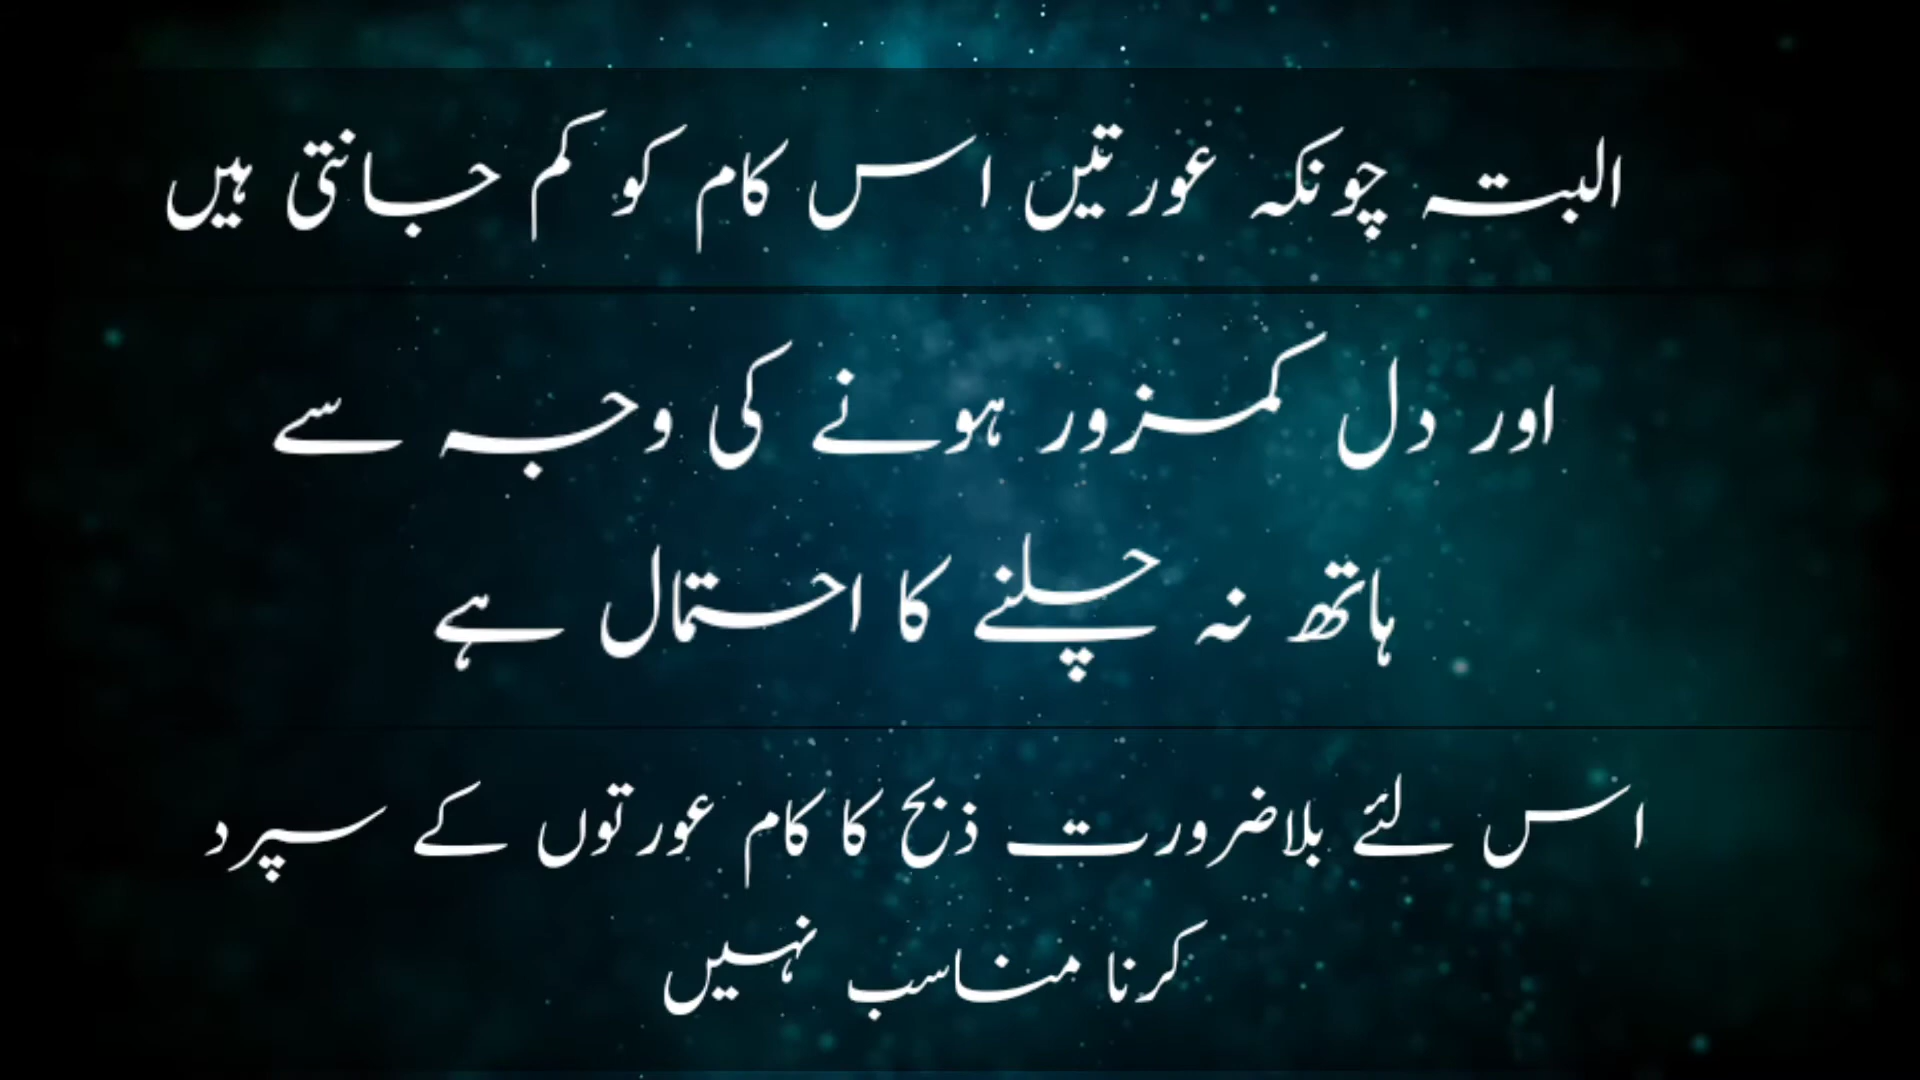 البتہ چونکہ عورتیں اس کام کو کم جانتی ہیں
اور دل کمزور ہونے کی وجہ سے
ہاتھ نہ چلنے کا احتمال ہے
اس لئے بلاضرورت ذبح کا کام عورتوں کے سپرد
کرنا مناسب نہیں